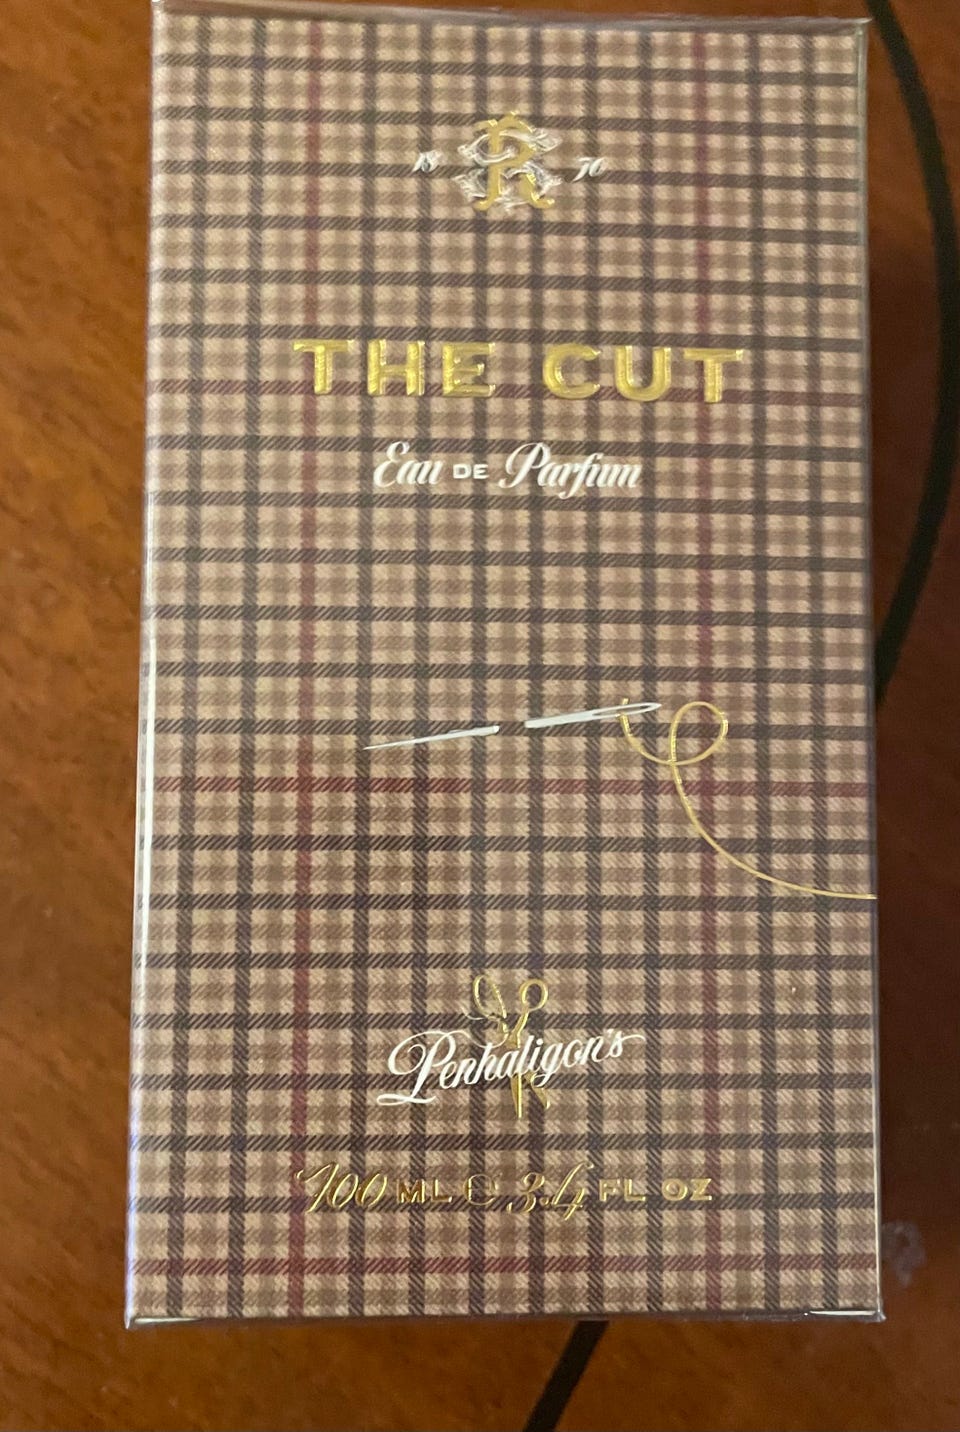 18 R 70
THE CUT
Eau DE Parfum
Penhaligon's
100 ML e 3.4 FL OZ